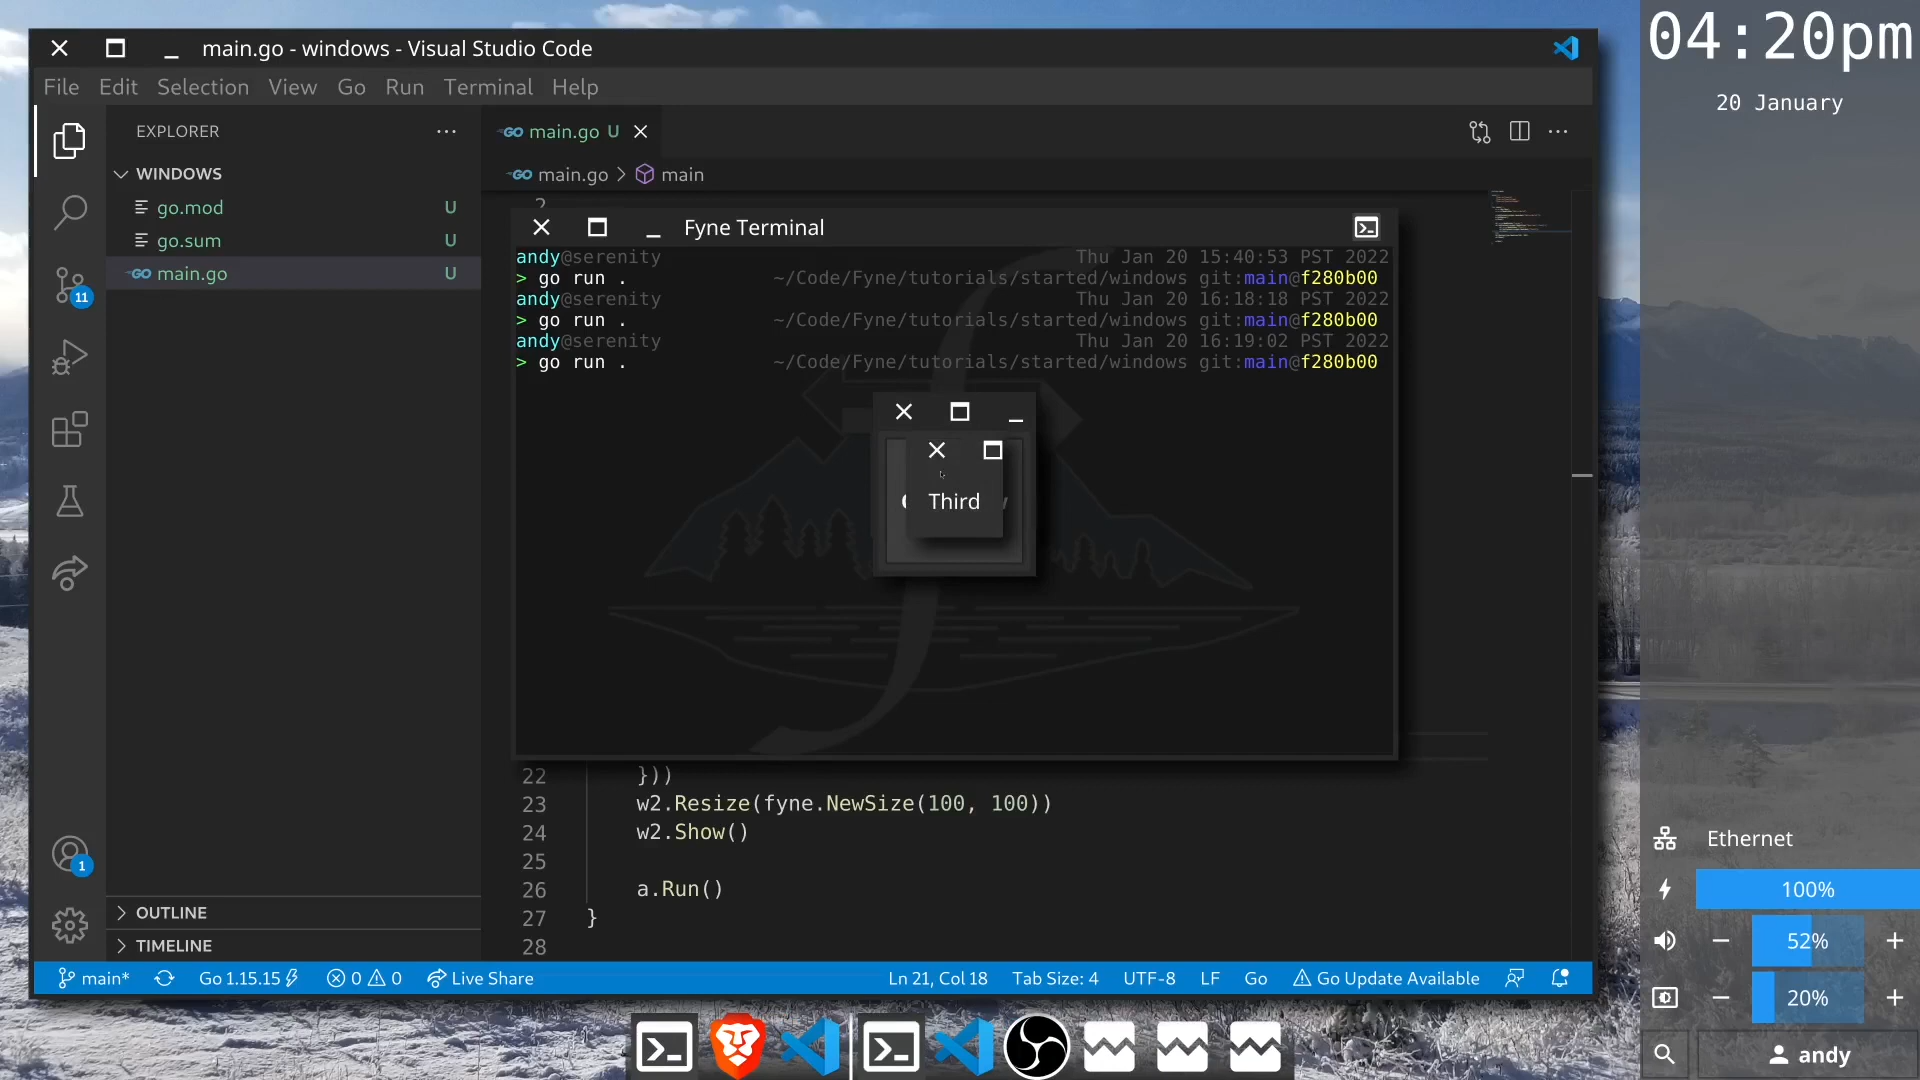 main.go - windows - Visual Studio Code
File Edit Selection View Go Run Terminal Help
EXPLORER
WINDOWS
go.mod U
go.sum U
main.go U
GO main.go U
GO main.go > main
2
Fyne Terminal
andy@serenity Thu Jan 20 15:40:53 PST 2022
> go run . ~/Code/Fyne/tutorials/started/windows git:main@f280b00
andy@serenity Thu Jan 20 16:18:18 PST 2022
> go run . ~/Code/Fyne/tutorials/started/windows git:main@f280b00
andy@serenity Thu Jan 20 16:19:02 PST 2022
> go run . ~/Code/Fyne/tutorials/started/windows git:main@f280b00
Third
22 }))
23 w2.Resize(fyne.NewSize(100, 100))
24 w2.Show()
25
26 a.Run()
27 }
28
11
1
OUTLINE
TIMELINE
main* Go 1.15.15 0 0 Live Share Ln 21, Col 18 Tab Size: 4 UTF-8 LF Go Go Update Available
04:20pm
20 January
Ethernet
100%
52%
20%
andy